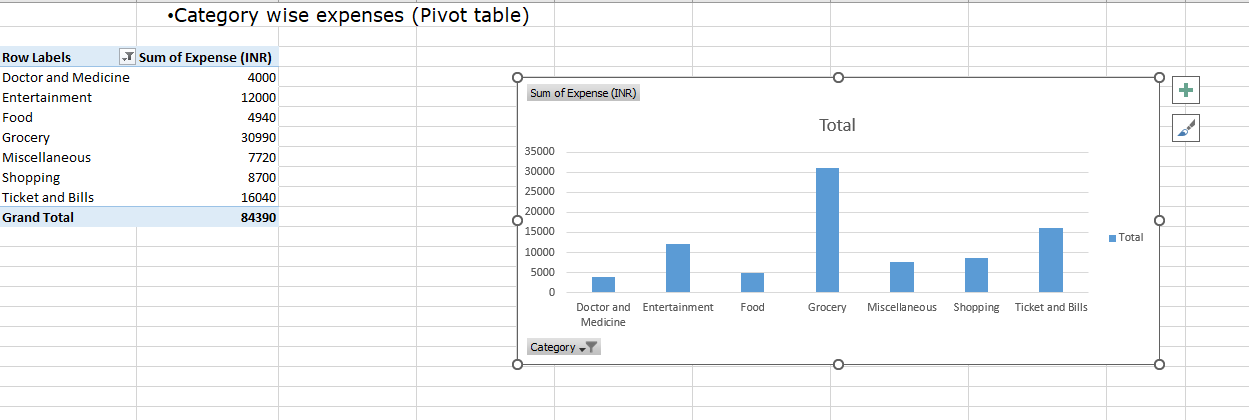 •Category wise expenses (Pivot table)
Row Labels Sum of Expense (INR)
Doctor and Medicine 4000
Entertainment 12000
Food 4940
Grocery 30990
Miscellaneous 7720
Shopping 8700
Ticket and Bills 16040
Grand Total 84390
Sum of Expense (INR)
Total
35000
30000
25000
20000
15000
10000
5000
0
Doctor and Medicine Entertainment Food Grocery Miscellaneous Shopping Ticket and Bills
Total
Category